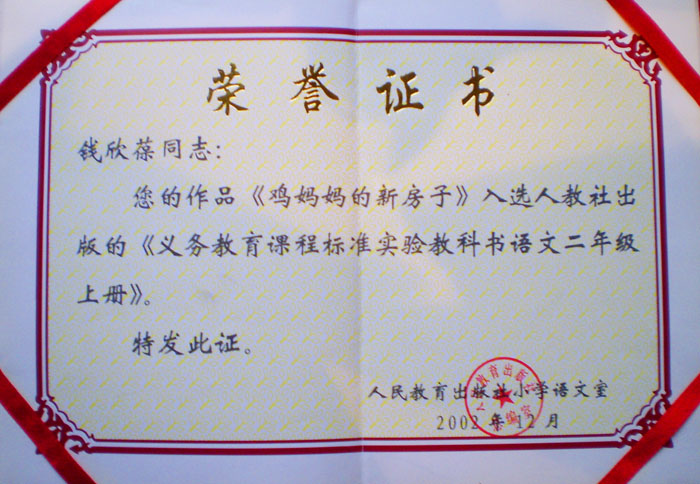 荣誉证书
钱欣葆同志：
您的作品《鸡妈妈的新房子》入选人教社出
版的《义务教育课程标准实验教科书语文二年级
上册》。
特发此证。
人民教育出版社小学语文室
2002年12月